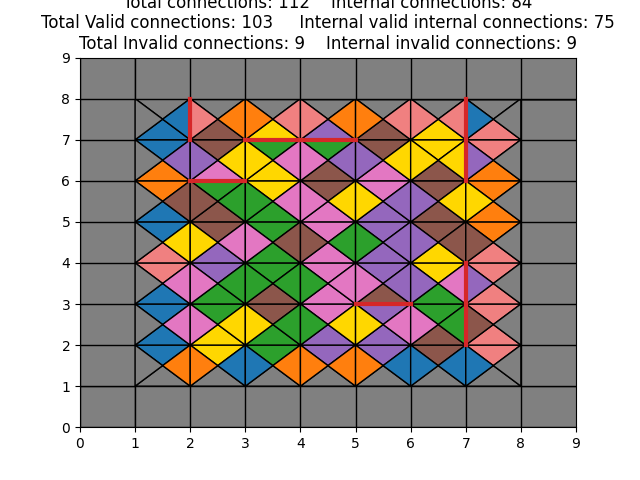 Total connections: 112    Internal connections: 84
Total Valid connections: 103    Internal valid internal connections: 75
Total Invalid connections: 9    Internal invalid connections: 9
9
8
7
6
5
4
3
2
1
0
0 1 2 3 4 5 6 7 8 9